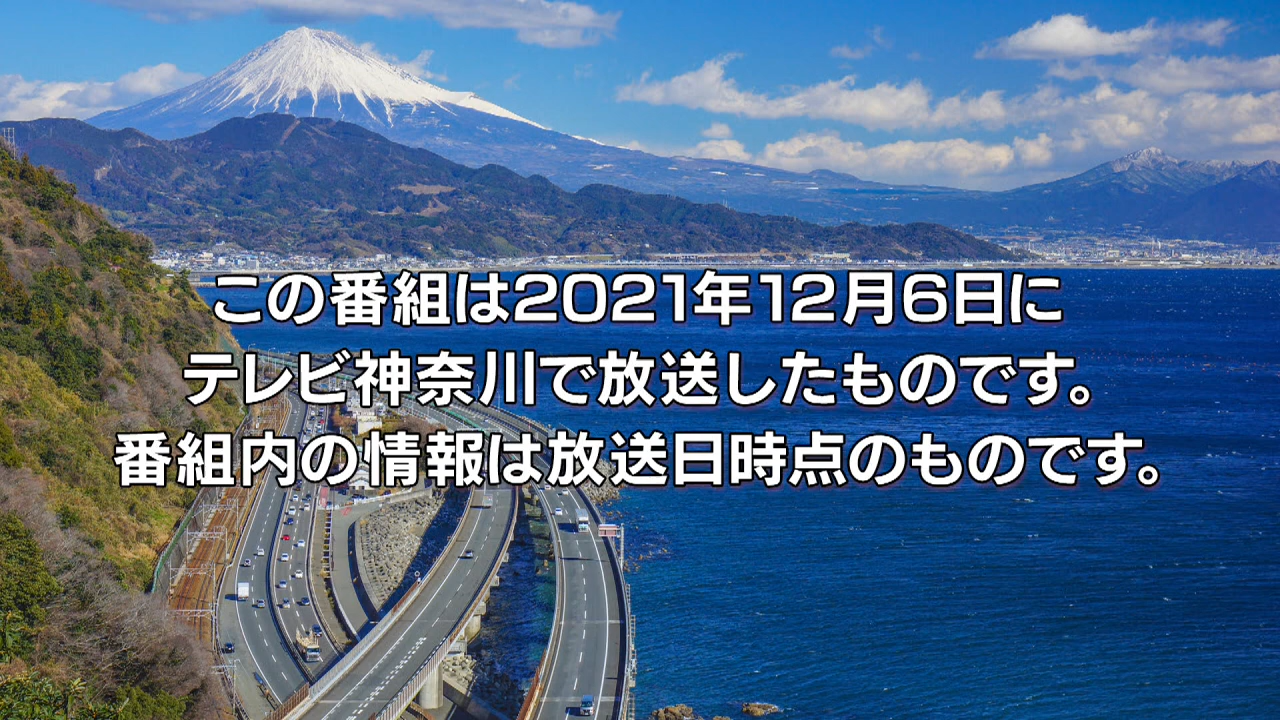 この番組は2021年12月6日に
テレビ神奈川で放送したものです。
番組内の情報は放送日時点のものです。